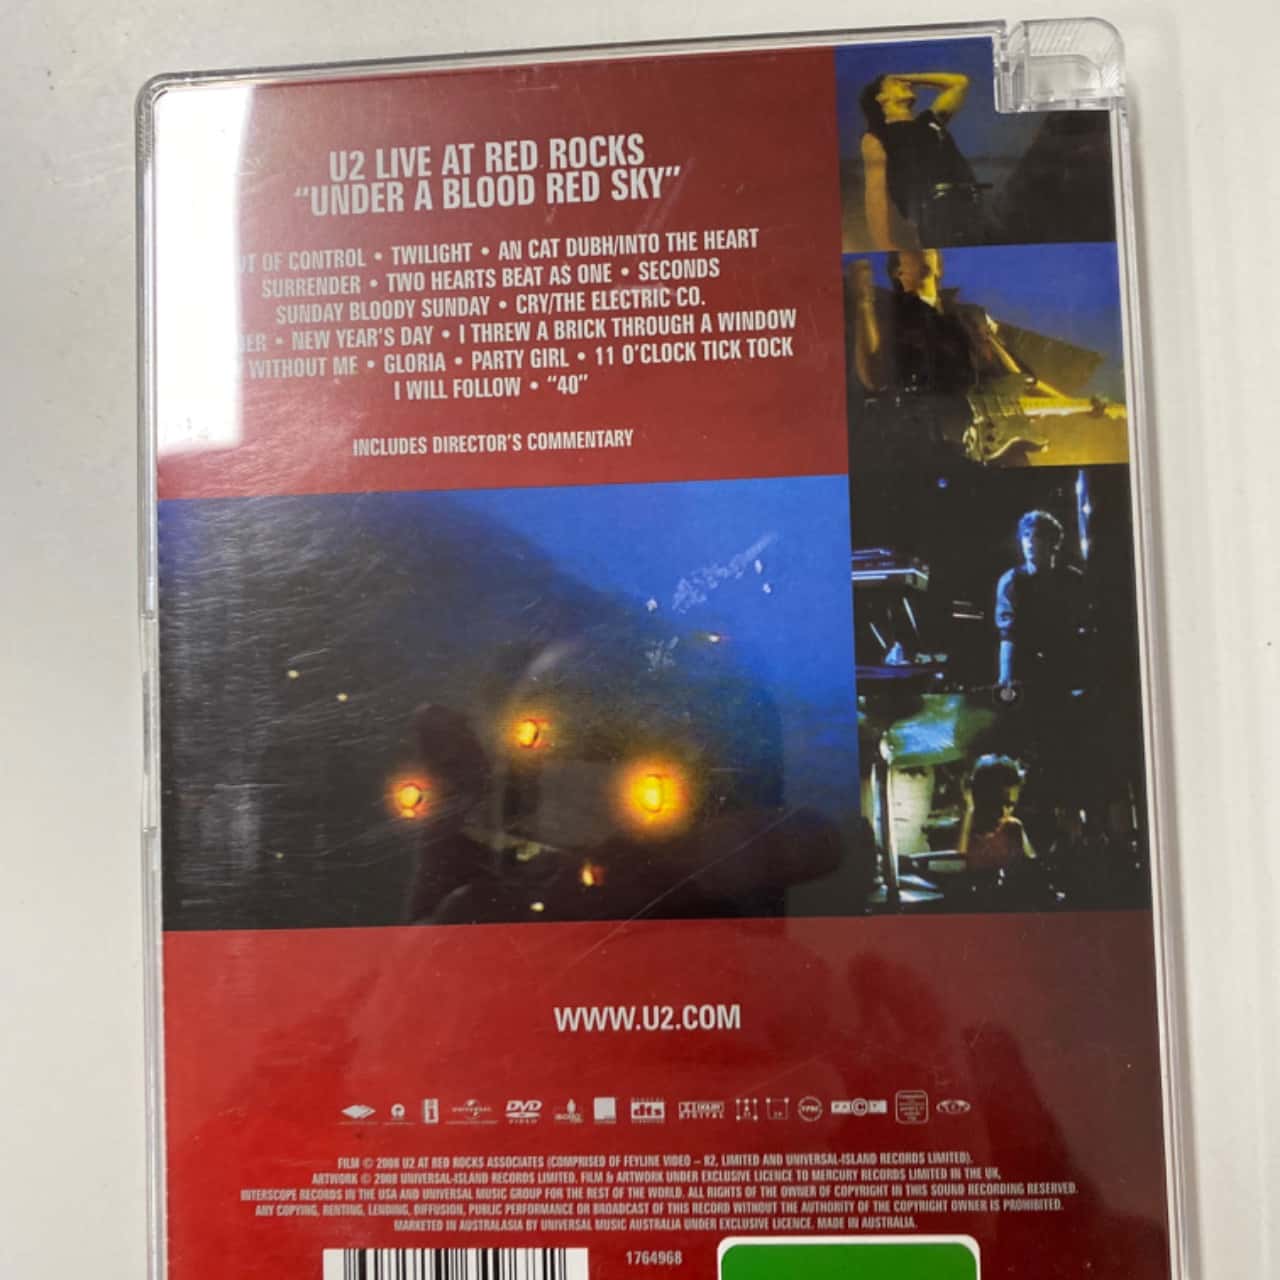 U2 LIVE AT RED ROCKS
"UNDER A BLOOD RED SKY"
OF CONTROL • TWILIGHT • AN CAT DUBH/INTO THE HEART
SURRENDER • TWO HEARTS BEAT AS ONE • SECONDS
SUNDAY BLOODY SUNDAY • CRY/THE ELECTRIC CO.
• NEW YEAR'S DAY • I THREW A BRICK THROUGH A WINDOW
WITHOUT ME • GLORIA • PARTY GIRL • 11 O'CLOCK TICK TOCK
I WILL FOLLOW • "40"
INCLUDES DIRECTOR'S COMMENTARY
WWW.U2.COM
UNIVERSAL DVD VIDEO dts DOLBY DIGITAL
FILM © 2008 U2 AT RED ROCKS ASSOCIATES (COMPRISED OF FEYLINE VIDEO – 82, LIMITED AND UNIVERSAL-ISLAND RECORDS LIMITED).
ARTWORK © 2008 UNIVERSAL-ISLAND RECORDS LIMITED. FILM & ARTWORK UNDER EXCLUSIVE LICENCE TO MERCURY RECORDS LIMITED IN THE UK,
INTERSCOPE RECORDS IN THE USA AND UNIVERSAL MUSIC GROUP FOR THE REST OF THE WORLD. ALL RIGHTS OF THE OWNER OF COPYRIGHT IN THIS SOUND RECORDING RESERVED.
ANY COPYING, RENTING, LENDING, DIFFUSION, PUBLIC PERFORMANCE OR BROADCAST OF THIS RECORD WITHOUT THE AUTHORITY OF THE COPYRIGHT OWNER IS PROHIBITED.
MARKETED IN AUSTRALASIA BY UNIVERSAL MUSIC AUSTRALIA UNDER EXCLUSIVE LICENCE. MADE IN AUSTRALIA.
1764968